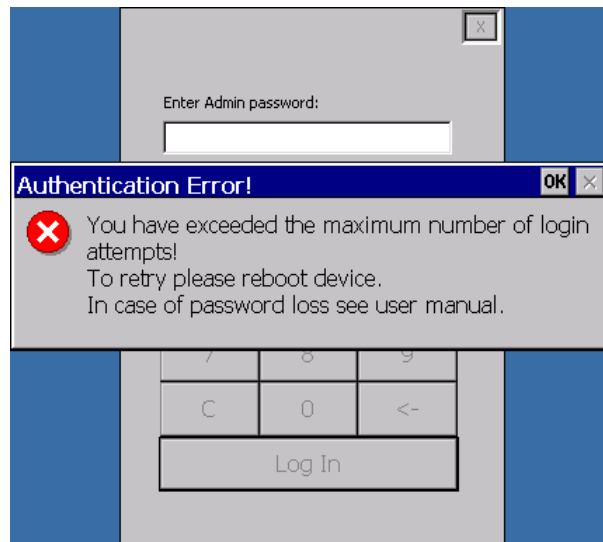 X
Enter Admin password:
Authentication Error! OK ×
You have exceeded the maximum number of login
attempts!
To retry please reboot device.
In case of password loss see user manual.
7 8 9
C 0 <-
Log In